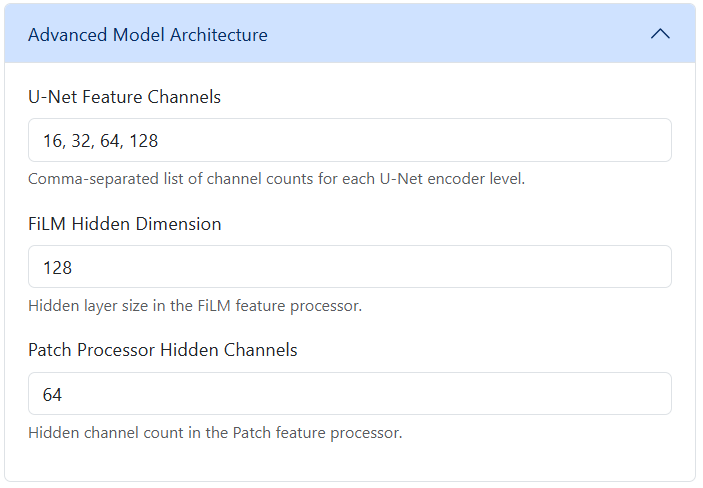 Advanced Model Architecture
U-Net Feature Channels
16, 32, 64, 128
Comma-separated list of channel counts for each U-Net encoder level.
FiLM Hidden Dimension
128
Hidden layer size in the FiLM feature processor.
Patch Processor Hidden Channels
64
Hidden channel count in the Patch feature processor.